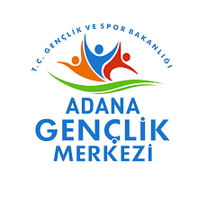 T.C. GENÇLİK VE SPOR BAKANLIĞI
ADANA
GENÇLİK
MERKEZİ